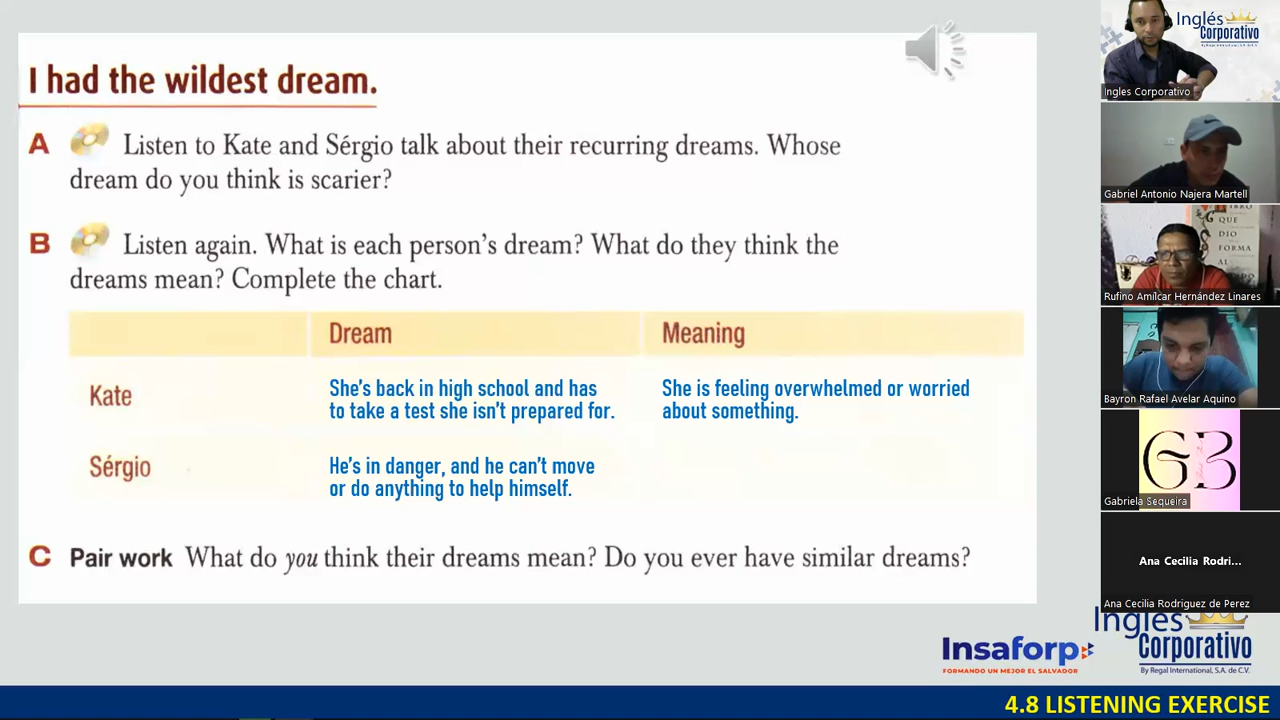 I had the wildest dream.
A Listen to Kate and Sérgio talk about their recurring dreams. Whose
dream do you think is scarier?
B Listen again. What is each person's dream? What do they think the
dreams mean? Complete the chart.
Dream Meaning
Kate
She's back in high school and has
to take a test she isn't prepared for.
She is feeling overwhelmed or worried
about something.
Sérgio
He's in danger, and he can't move
or do anything to help himself.
C Pair work What do you think their dreams mean? Do you ever have similar dreams?
Inglés
Corporativo
Ingles Corporativo
Gabriel Antonio Najera Martell
LIBRO
QUE
DIO
FORMA
AL
Rufino Amílcar Hernández Linares
Bayron Rafael Avelar Aquino
GB
Gabriela Sequeira
Ana Cecilia Rodri...
Ana Cecilia Rodriguez de Perez
Insaforp
FORMANDO UN MEJOR EL SALVADOR
Inglés
Corporativo
By Regal International, S.A. de C.V.
4.8 LISTENING EXERCISE